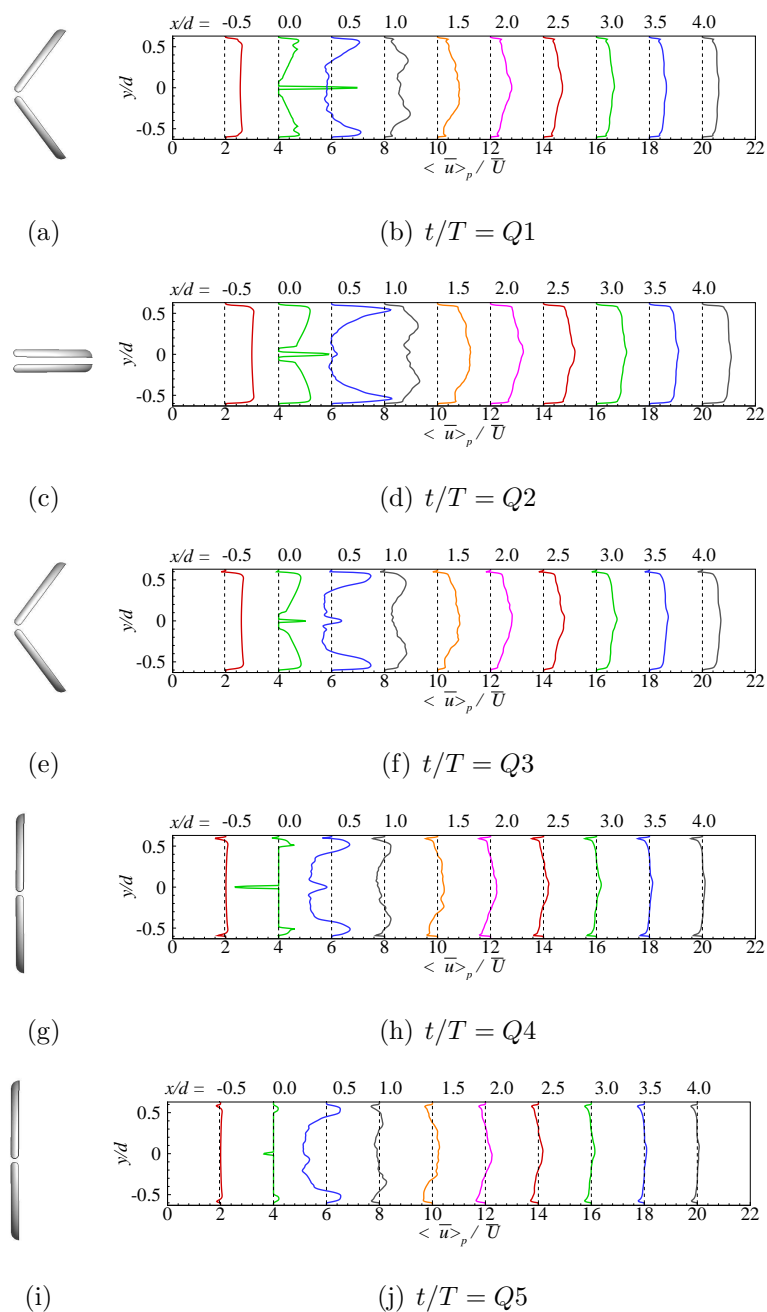 x/d = -0.5 0.0 0.5 1.0 1.5 2.0 2.5 3.0 3.5 4.0
0.5
0
-0.5
y/d
0 2 4 6 8 10 12 14 16 18 20 22
< u̅ >p / U̅
(a) (b) t/T = Q1
x/d = -0.5 0.0 0.5 1.0 1.5 2.0 2.5 3.0 3.5 4.0
0.5
0
-0.5
y/d
0 2 4 6 8 10 12 14 16 18 20 22
< u̅ >p / U̅
(c) (d) t/T = Q2
x/d = -0.5 0.0 0.5 1.0 1.5 2.0 2.5 3.0 3.5 4.0
0.5
0
-0.5
y/d
0 2 4 6 8 10 12 14 16 18 20 22
< u̅ >p / U̅
(e) (f) t/T = Q3
x/d = -0.5 0.0 0.5 1.0 1.5 2.0 2.5 3.0 3.5 4.0
0.5
0
-0.5
y/d
0 2 4 6 8 10 12 14 16 18 20 22
< u̅ >p / U̅
(g) (h) t/T = Q4
x/d = -0.5 0.0 0.5 1.0 1.5 2.0 2.5 3.0 3.5 4.0
0.5
0
-0.5
y/d
0 2 4 6 8 10 12 14 16 18 20 22
< u̅ >p / U̅
(i) (j) t/T = Q5